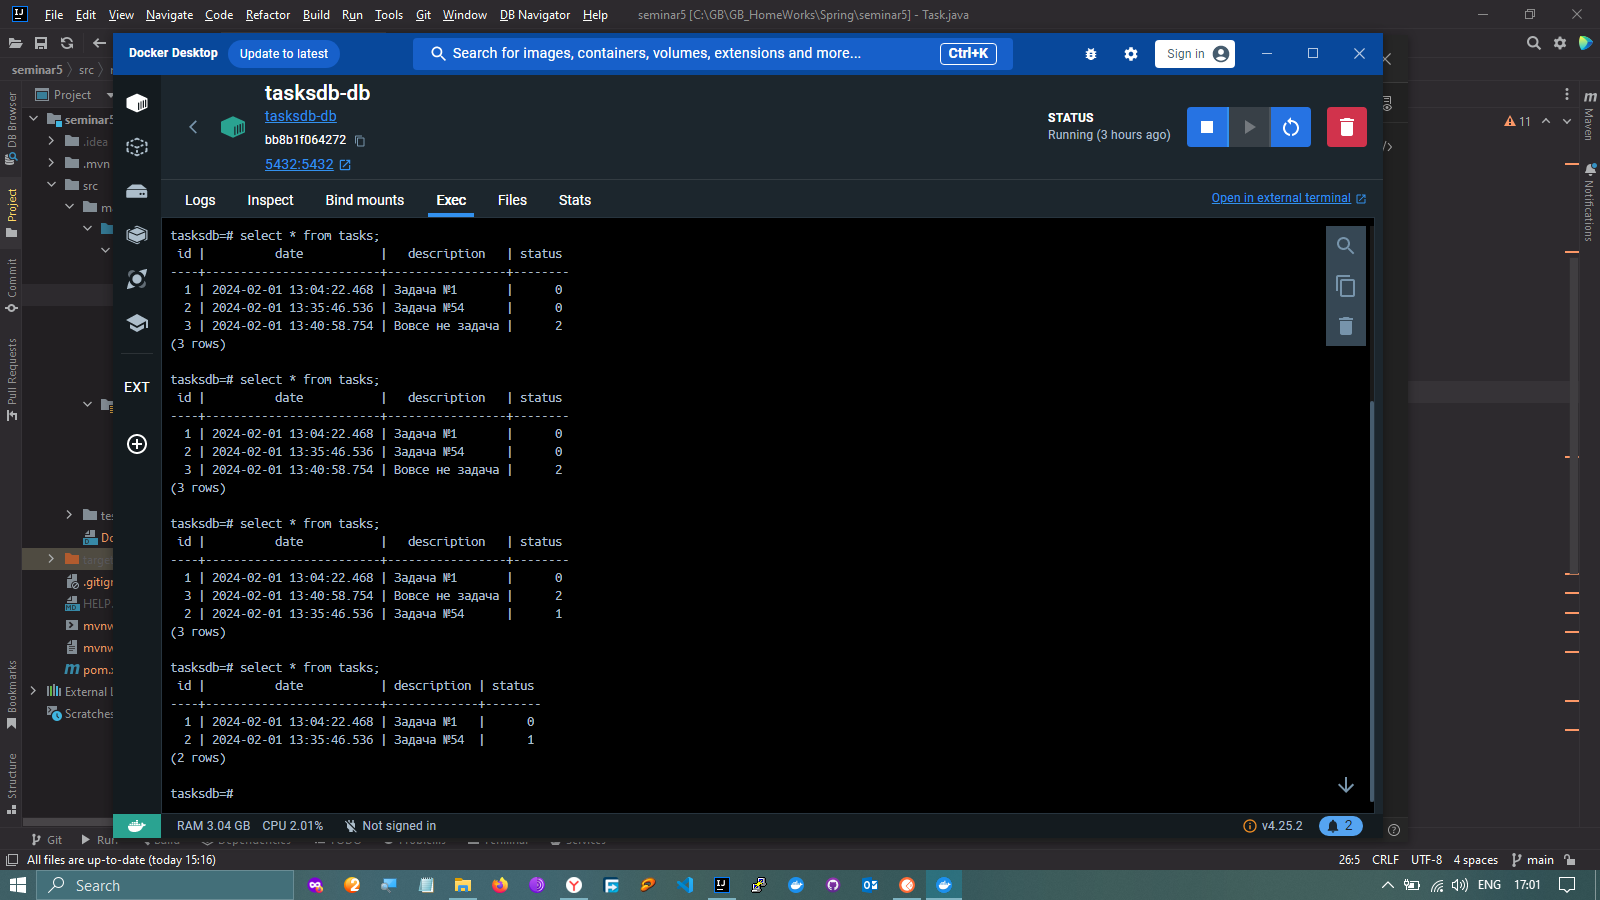 File Edit View Navigate Code Refactor Build Run Tools Git Window DB Navigator Help seminar5 [C:\GB\GB_HomeWorks\Spring\seminar5] - Task.java
seminar5 src
Docker Desktop Update to latest Search for images, containers, volumes, extensions and more... Ctrl+K Sign in
Project
DB Browser
Project
Commit
Pull Requests
Bookmarks
Structure
seminar5
.idea
.mvn
src
ma
tes
Do
target
.gitign
HELP.
mvnw
mvnw
pom.x
External L
Scratches
EXT
tasksdb-db
tasksdb-db
bb8b1f064272
5432:5432
STATUS
Running (3 hours ago)
Logs Inspect Bind mounts Exec Files Stats
Open in external terminal
tasksdb=# select * from tasks;
 id |          date           |   description   | status
----+-------------------------+-----------------+--------
  1 | 2024-02-01 13:04:22.468 | Задача №1       |      0
  2 | 2024-02-01 13:35:46.536 | Задача №54      |      0
  3 | 2024-02-01 13:40:58.754 | Вовсе не задача |      2
(3 rows)
tasksdb=# select * from tasks;
 id |          date           |   description   | status
----+-------------------------+-----------------+--------
  1 | 2024-02-01 13:04:22.468 | Задача №1       |      0
  2 | 2024-02-01 13:35:46.536 | Задача №54      |      0
  3 | 2024-02-01 13:40:58.754 | Вовсе не задача |      2
(3 rows)
tasksdb=# select * from tasks;
 id |          date           |   description   | status
----+-------------------------+-----------------+--------
  1 | 2024-02-01 13:04:22.468 | Задача №1       |      0
  3 | 2024-02-01 13:40:58.754 | Вовсе не задача |      2
  2 | 2024-02-01 13:35:46.536 | Задача №54      |      1
(3 rows)
tasksdb=# select * from tasks;
 id |          date           | description | status
----+-------------------------+-------------+--------
  1 | 2024-02-01 13:04:22.468 | Задача №1   |      0
  2 | 2024-02-01 13:35:46.536 | Задача №54  |      1
(2 rows)
tasksdb=#
RAM 3.04 GB CPU 2.01% Not signed in v4.25.2 2
11
Maven
Notifications
Git Run
All files are up-to-date (today 15:16) 26:5 CRLF UTF-8 4 spaces main
Search ENG 17:01